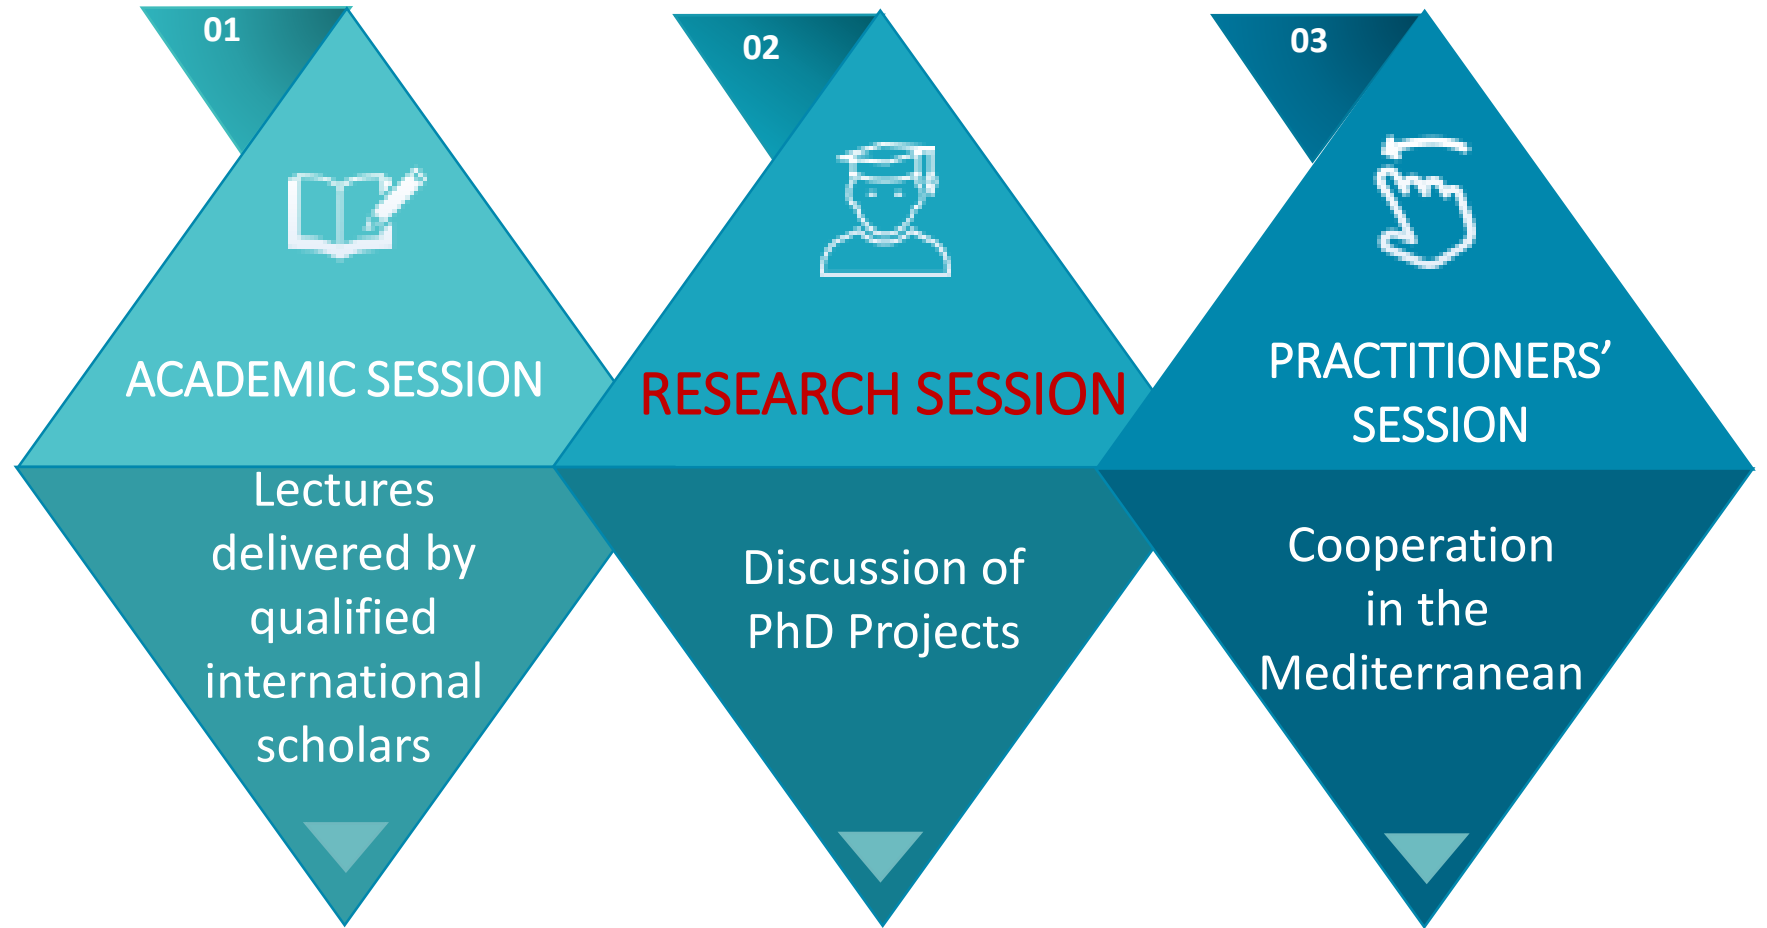 01
ACADEMIC SESSION
Lectures
delivered by
qualified
international
scholars
02
RESEARCH SESSION
Discussion of
PhD Projects
03
PRACTITIONERS’
SESSION
Cooperation
in the
Mediterranean